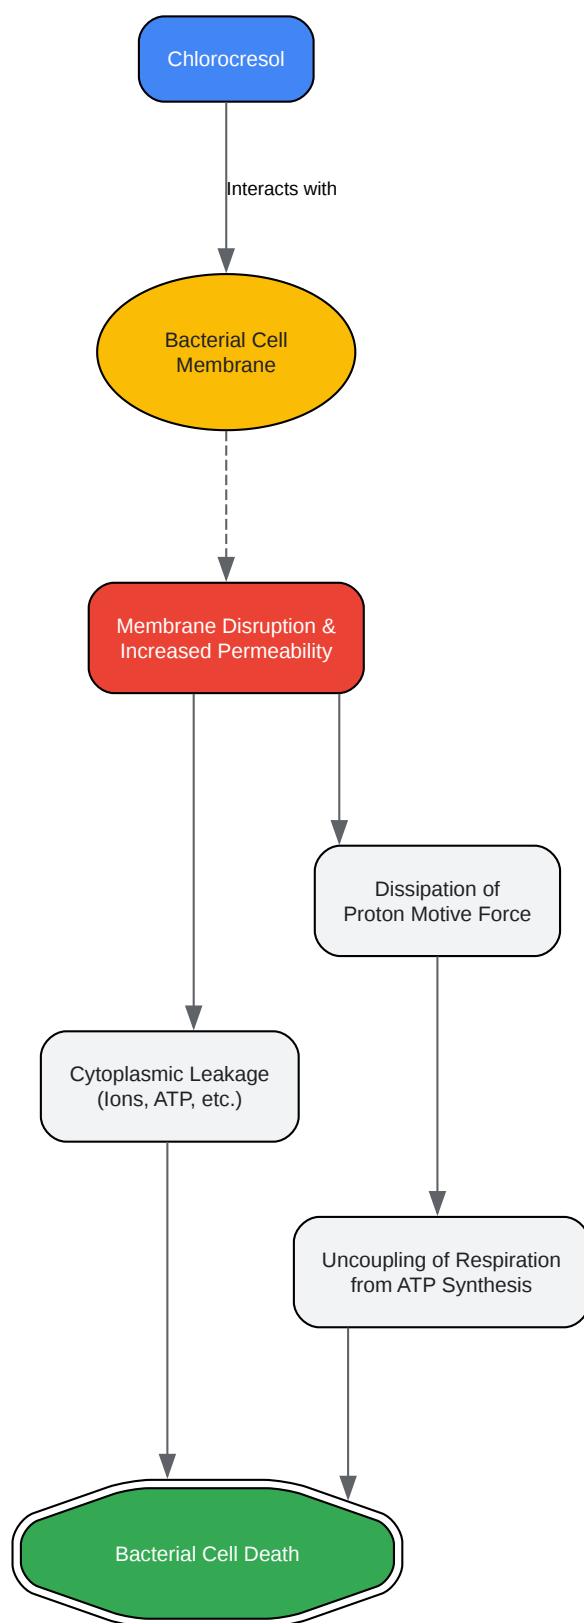 Chlorocresol
Interacts with
Bacterial Cell
Membrane
Membrane Disruption &
Increased Permeability
Dissipation of
Proton Motive Force
Cytoplasmic Leakage
(Ions, ATP, etc.)
Uncoupling of Respiration
from ATP Synthesis
Bacterial Cell Death